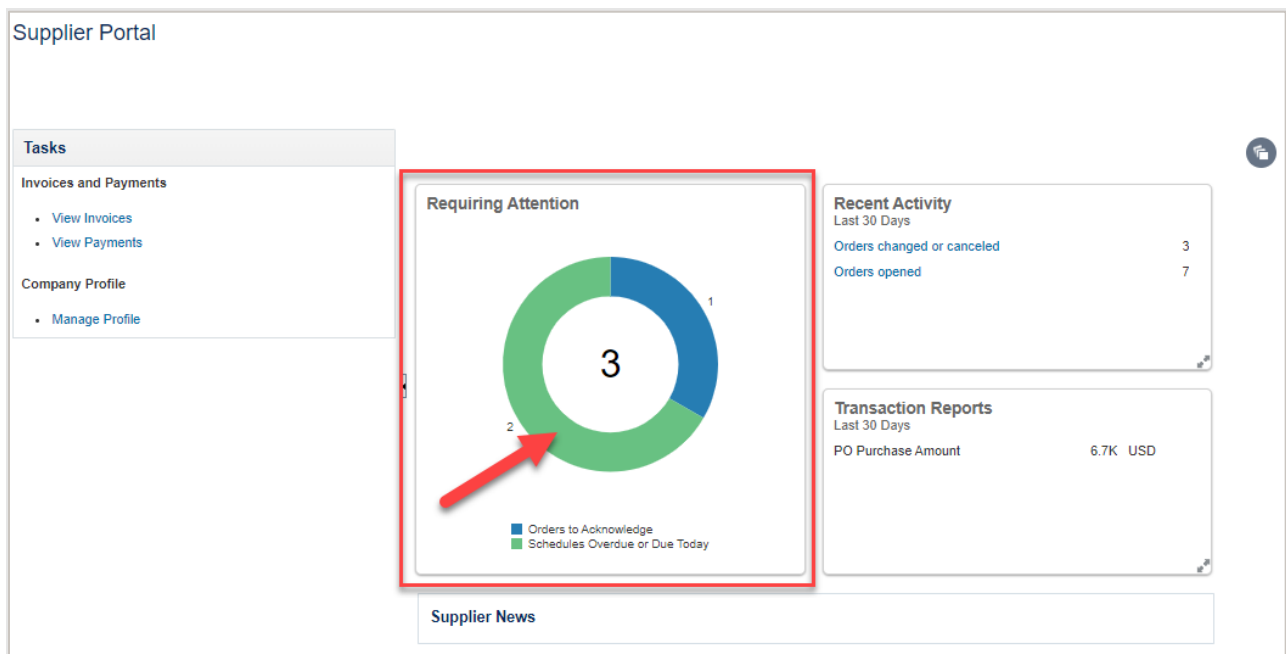 Supplier Portal
Tasks
Invoices and Payments
View Invoices
View Payments
Company Profile
Manage Profile
Requiring Attention
1
3
2
Orders to Acknowledge
Schedules Overdue or Due Today
Recent Activity
Last 30 Days
Orders changed or canceled 3
Orders opened 7
Transaction Reports
Last 30 Days
PO Purchase Amount 6.7K USD
Supplier News